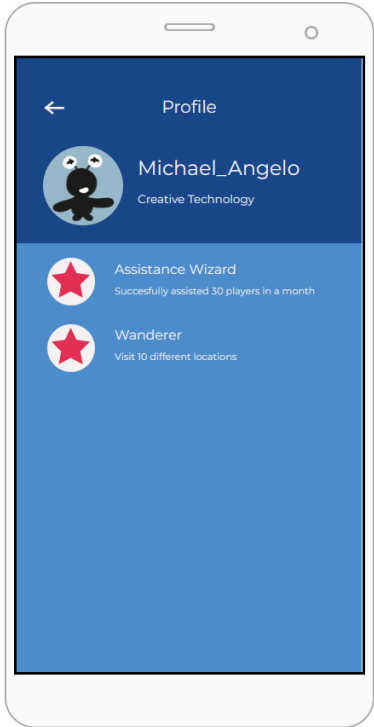 Profile
Michael_Angelo
Creative Technology
Assistance Wizard
Succesfully assisted 30 players in a month
Wanderer
Visit 10 different locations